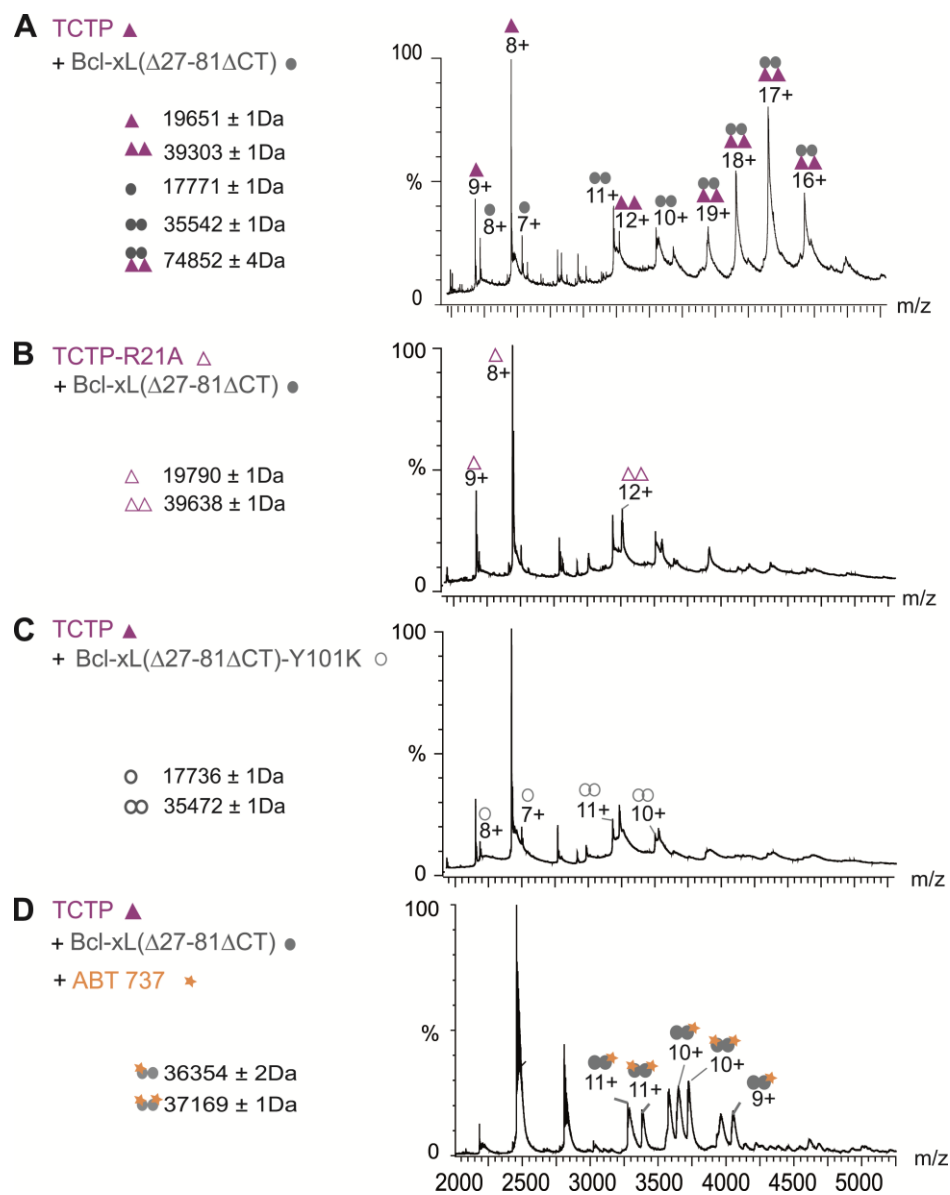 A TCTP
+ Bcl-xL(Δ27-81ΔCT)
19651 ± 1Da
39303 ± 1Da
17771 ± 1Da
35542 ± 1Da
74852 ± 4Da
100
%
0
9+
8+
8+
7+
11+
12+
10+
19+
18+
17+
16+
m/z
B TCTP-R21A
+ Bcl-xL(Δ27-81ΔCT)
19790 ± 1Da
39638 ± 1Da
100
%
0
9+
8+
12+
m/z
C TCTP
+ Bcl-xL(Δ27-81ΔCT)-Y101K
17736 ± 1Da
35472 ± 1Da
100
%
0
8+
7+
11+
10+
m/z
D TCTP
+ Bcl-xL(Δ27-81ΔCT)
+ ABT 737
36354 ± 2Da
37169 ± 1Da
100
%
0
11+
11+
10+
10+
9+
2000 2500 3000 3500 4000 4500 5000
m/z